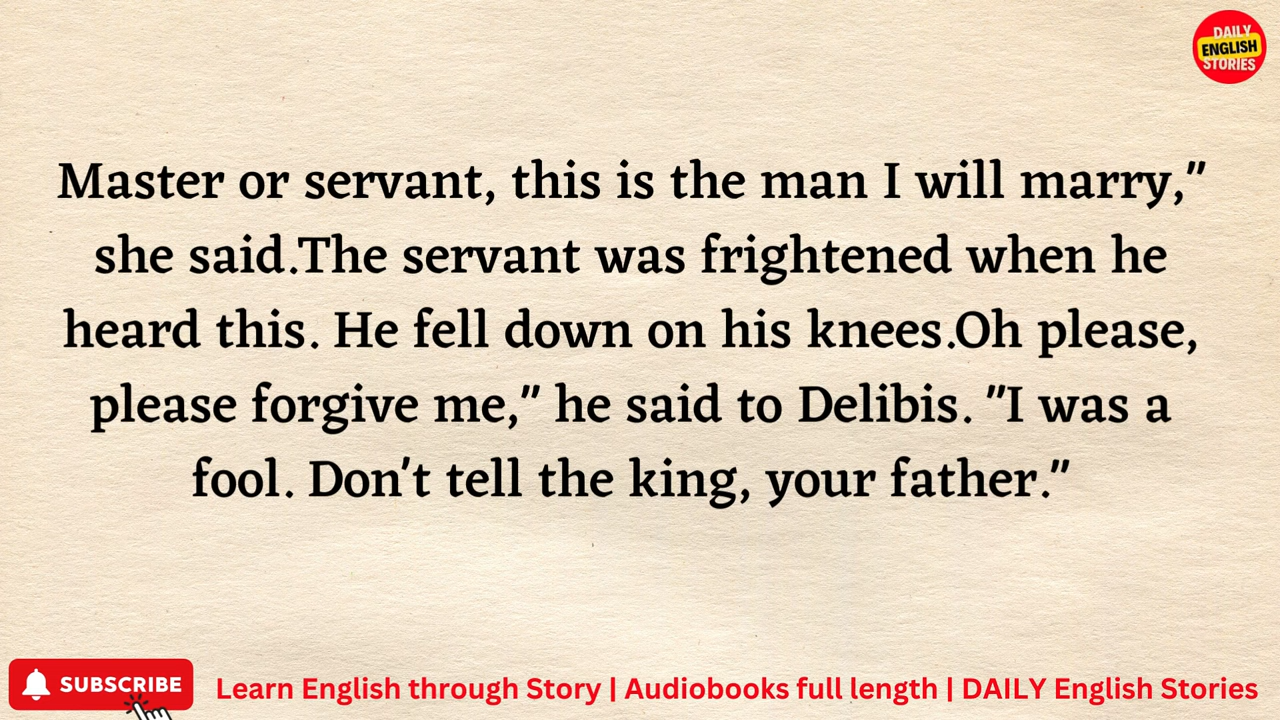 DAILY
ENGLISH
STORIES
Master or servant, this is the man I will marry,"
she said.The servant was frightened when he
heard this. He fell down on his knees.Oh please,
please forgive me," he said to Delibis. "I was a
fool. Don't tell the king, your father."
SUBSCRIBE
Learn English through Story | Audiobooks full length | DAILY English Stories